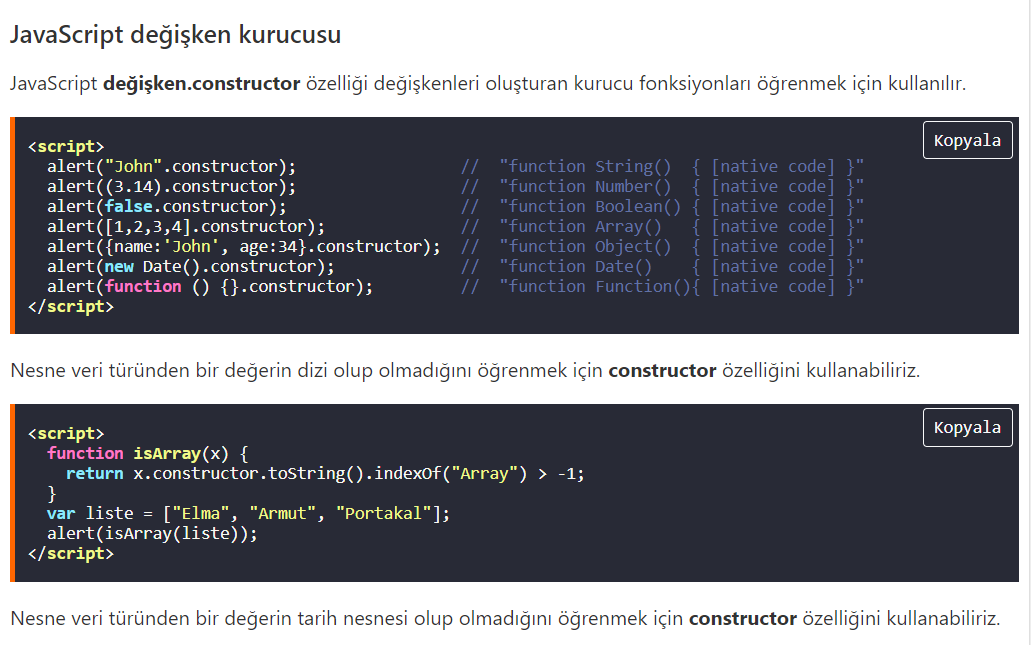 JavaScript değişken kurucusu
JavaScript değişken.constructor özelliği değişkenleri oluşturan kurucu fonksiyonları öğrenmek için kullanılır.
Kopyala
<script>
  alert("John".constructor);                 //  "function String()  { [native code] }"
  alert((3.14).constructor);                 //  "function Number()  { [native code] }"
  alert(false.constructor);                  //  "function Boolean() { [native code] }"
  alert([1,2,3,4].constructor);              //  "function Array()   { [native code] }"
  alert({name:'John', age:34}.constructor);  //  "function Object()  { [native code] }"
  alert(new Date().constructor);             //  "function Date()    { [native code] }"
  alert(function () {}.constructor);         //  "function Function(){ [native code] }"
</script>
Nesne veri türünden bir değerin dizi olup olmadığını öğrenmek için constructor özelliğini kullanabiliriz.
Kopyala
<script>
  function isArray(x) {
    return x.constructor.toString().indexOf("Array") > -1;
  }
  var liste = ["Elma", "Armut", "Portakal"];
  alert(isArray(liste));
</script>
Nesne veri türünden bir değerin tarih nesnesi olup olmadığını öğrenmek için constructor özelliğini kullanabiliriz.